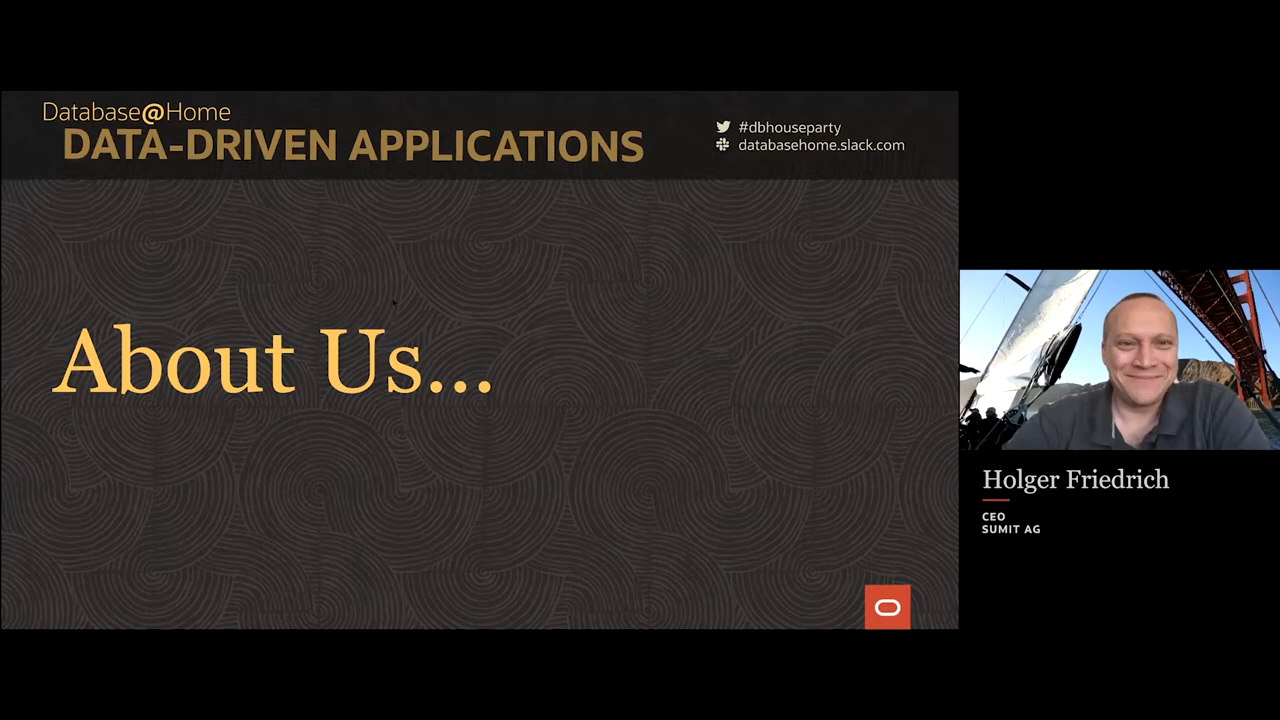 Database@Home
DATA-DRIVEN APPLICATIONS
#dbhouseparty
databasehome.slack.com
About Us...
Holger Friedrich
CEO
SUMIT AG